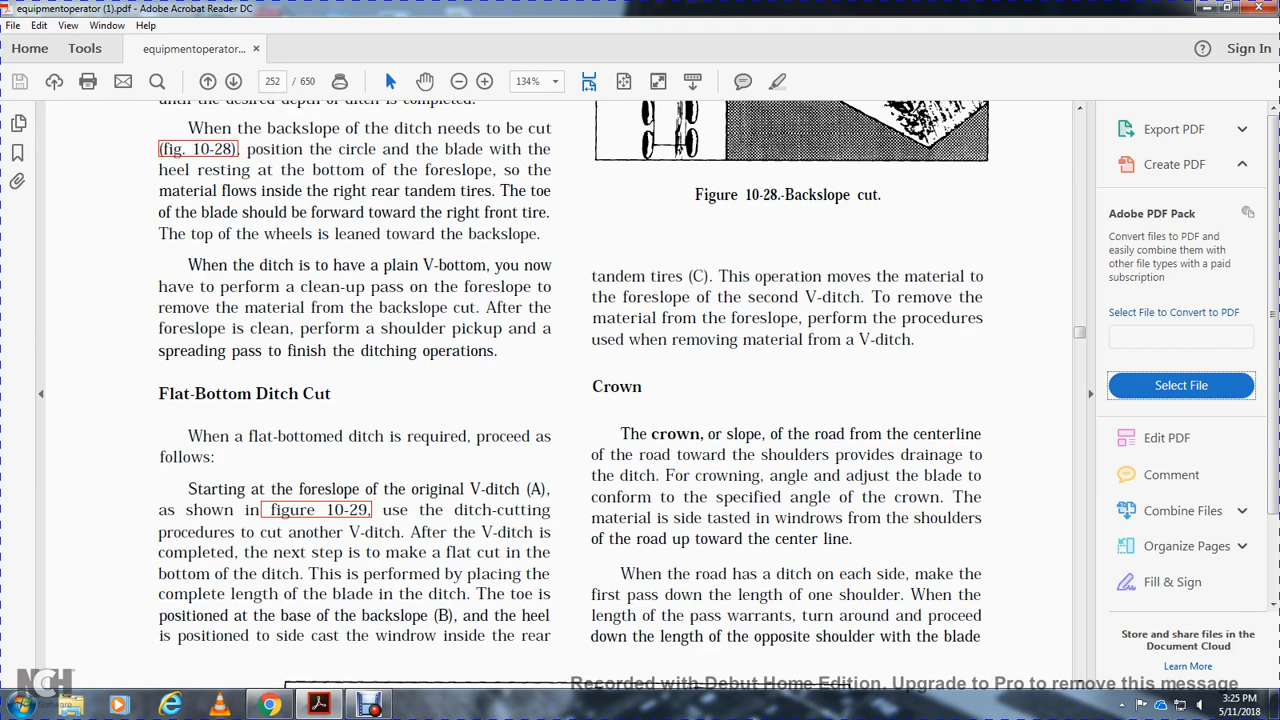 equipmentoperator (1).pdf - Adobe Acrobat Reader DC
File Edit View Window Help
Home Tools equipmentoperator... × Sign In
252 / 650 134%
until the desired depth of ditch is completed.
When the backslope of the ditch needs to be cut
(fig. 10-28), position the circle and the blade with the
heel resting at the bottom of the foreslope, so the
material flows inside the right rear tandem tires. The toe
of the blade should be forward toward the right front tire.
The top of the wheels is leaned toward the backslope.
When the ditch is to have a plain V-bottom, you now
have to perform a clean-up pass on the foreslope to
remove the material from the backslope cut. After the
foreslope is clean, perform a shoulder pickup and a
spreading pass to finish the ditching operations.
Flat-Bottom Ditch Cut
When a flat-bottomed ditch is required, proceed as
follows:
Starting at the foreslope of the original V-ditch (A),
as shown in figure 10-29, use the ditch-cutting
procedures to cut another V-ditch. After the V-ditch is
completed, the next step is to make a flat cut in the
bottom of the ditch. This is performed by placing the
complete length of the blade in the ditch. The toe is
positioned at the base of the backslope (B), and the heel
is positioned to side cast the windrow inside the rear
Figure 10-28.-Backslope cut.
tandem tires (C). This operation moves the material to
the foreslope of the second V-ditch. To remove the
material from the foreslope, perform the procedures
used when removing material from a V-ditch.
Crown
The crown, or slope, of the road from the centerline
of the road toward the shoulders provides drainage to
the ditch. For crowning, angle and adjust the blade to
conform to the specified angle of the crown. The
material is side tasted in windrows from the shoulders
of the road up toward the center line.
When the road has a ditch on each side, make the
first pass down the length of one shoulder. When the
length of the pass warrants, turn around and proceed
down the length of the opposite shoulder with the blade
Export PDF
Create PDF
Adobe PDF Pack
Convert files to PDF and
easily combine them with
other file types with a paid
subscription
Select File to Convert to PDF
Select File
Edit PDF
Comment
Combine Files
Organize Pages
Fill & Sign
Store and share files in the
Document Cloud
Learn More
NCH
Recorded with Debut Home Edition. Upgrade to Pro to remove this message
3:25 PM
5/11/2018